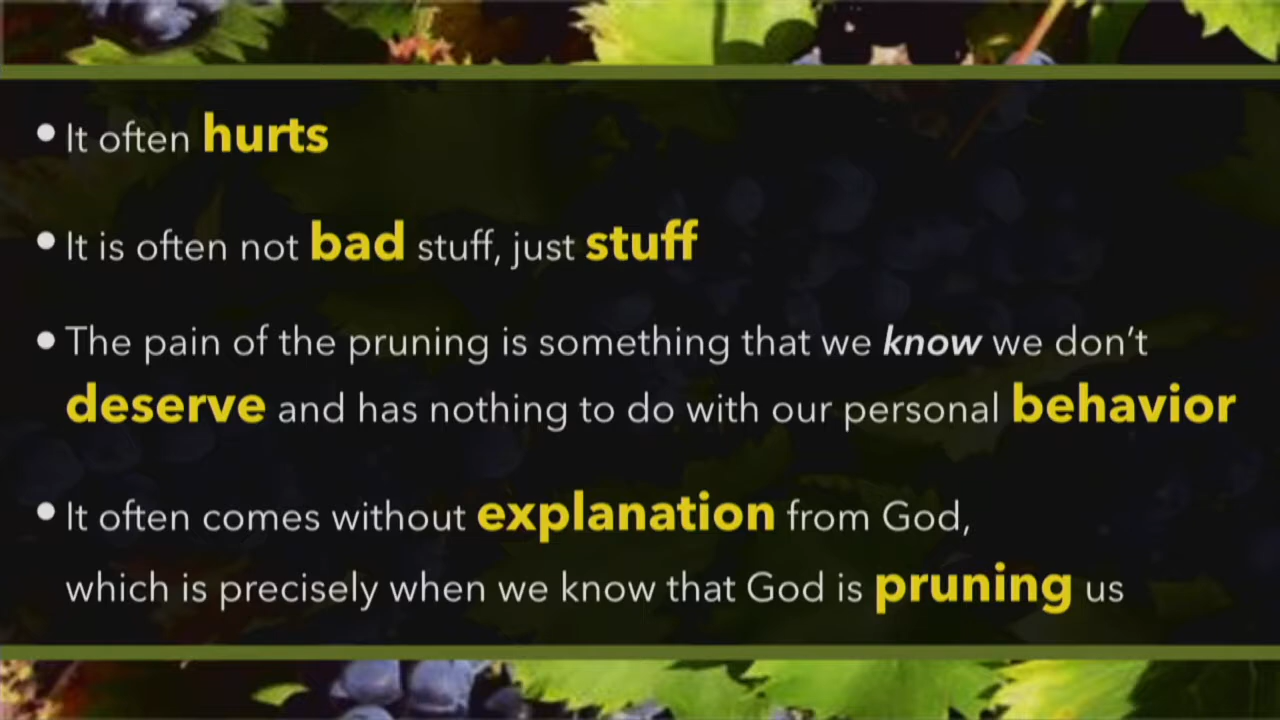 • It often hurts
• It is often not bad stuff, just stuff
• The pain of the pruning is something that we know we don't
deserve and has nothing to do with our personal behavior
• It often comes without explanation from God,
which is precisely when we know that God is pruning us